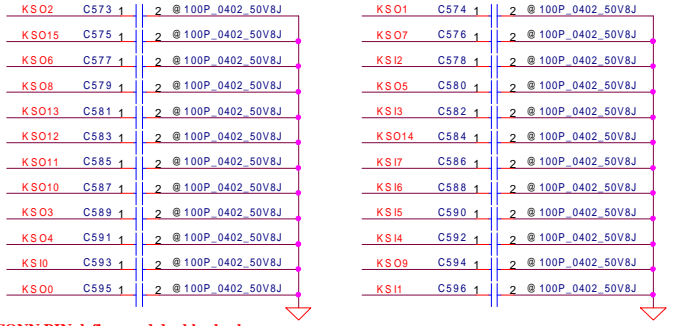 KSO2 C573 1 2 @ 100P_0402_50V8J KSO1 C574 1 2 @ 100P_0402_50V8J
KSO15 C575 1 2 @ 100P_0402_50V8J KSO7 C576 1 2 @ 100P_0402_50V8J
KSO6 C577 1 2 @ 100P_0402_50V8J KSI2 C578 1 2 @ 100P_0402_50V8J
KSO8 C579 1 2 @ 100P_0402_50V8J KSO5 C580 1 2 @ 100P_0402_50V8J
KSO13 C581 1 2 @ 100P_0402_50V8J KSI3 C582 1 2 @ 100P_0402_50V8J
KSO12 C583 1 2 @ 100P_0402_50V8J KSO14 C584 1 2 @ 100P_0402_50V8J
KSO11 C585 1 2 @ 100P_0402_50V8J KSI7 C586 1 2 @ 100P_0402_50V8J
KSO10 C587 1 2 @ 100P_0402_50V8J KSI6 C588 1 2 @ 100P_0402_50V8J
KSO3 C589 1 2 @ 100P_0402_50V8J KSI5 C590 1 2 @ 100P_0402_50V8J
KSO4 C591 1 2 @ 100P_0402_50V8J KSI4 C592 1 2 @ 100P_0402_50V8J
KSI0 C593 1 2 @ 100P_0402_50V8J KSO9 C594 1 2 @ 100P_0402_50V8J
KSO0 C595 1 2 @ 100P_0402_50V8J KSI1 C596 1 2 @ 100P_0402_50V8J